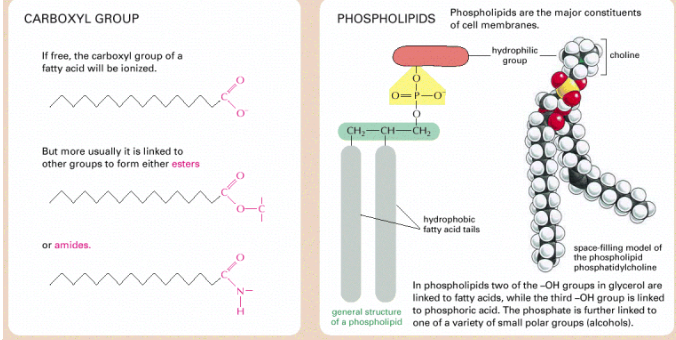 CARBOXYL GROUP
If free, the carboxyl group of a
fatty acid will be ionized.
O
C
O⁻
But more usually it is linked to
other groups to form either esters
O
C
O
C
or amides.
O
C
N
H
PHOSPHOLIPIDS
Phospholipids are the major constituents
of cell membranes.
hydrophilic
group
choline
O
O=P—O⁻
O
CH₂—CH—CH₂
hydrophobic
fatty acid tails
general structure
of a phospholipid
space-filling model of
the phospholipid
phosphatidylcholine
In phospholipids two of the –OH groups in glycerol are
linked to fatty acids, while the third –OH group is linked
to phosphoric acid. The phosphate is further linked to
one of a variety of small polar groups (alcohols).